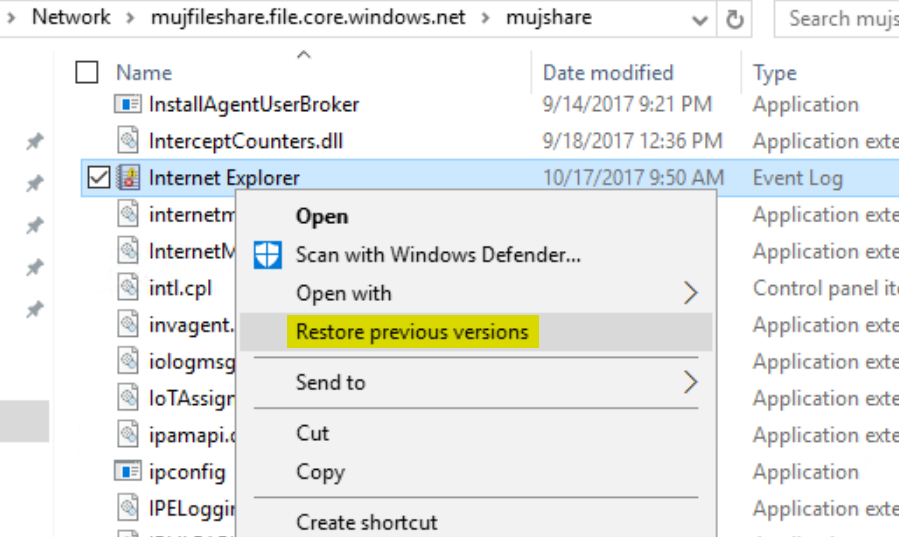 Network > mujfileshare.file.core.windows.net > mujshare Search mujs
Name Date modified Type
InstallAgentUserBroker 9/14/2017 9:21 PM Application
InterceptCounters.dll 9/18/2017 12:36 PM Application exte
Internet Explorer 10/17/2017 9:50 AM Event Log
internetm Application exte
Open
Scan with Windows Defender...
InternetM Application exte
intl.cpl Control panel ite
Open with
invagent. Application exte
Restore previous versions
iologmsg Application exte
Send to
IoTAssign Application exte
ipamapi.d Application exte
Cut
ipconfig Application
Copy
IPELoggin Application exte
Create shortcut